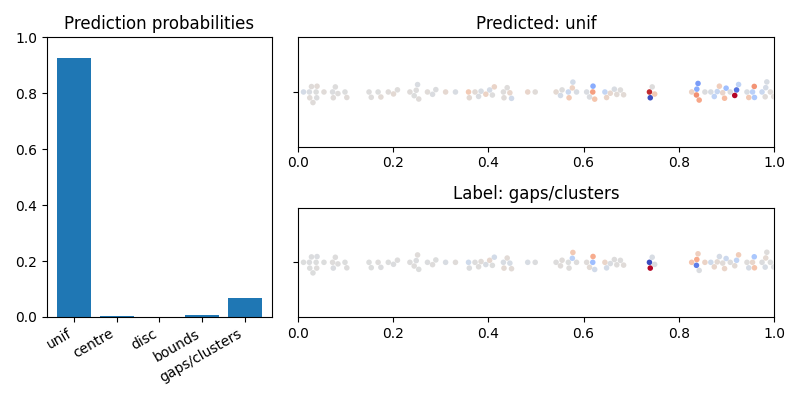 Prediction probabilities
1.0
0.8
0.6
0.4
0.2
0.0
unif
centre
disc
bounds
gaps/clusters
Predicted: unif
0.0 0.2 0.4 0.6 0.8 1.0
Label: gaps/clusters
0.0 0.2 0.4 0.6 0.8 1.0